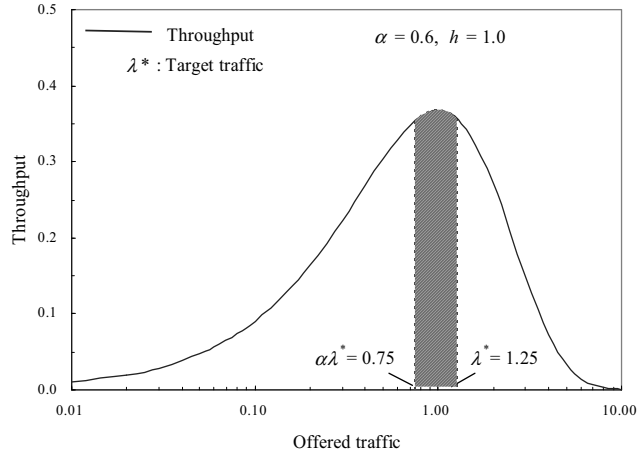 0.5
Throughput
α = 0.6, h = 1.0
λ* : Target traffic
0.4
0.3
Throughput
0.2
0.1
αλ* = 0.75
λ* = 1.25
0.0
0.01
0.10
1.00
10.00
Offered traffic